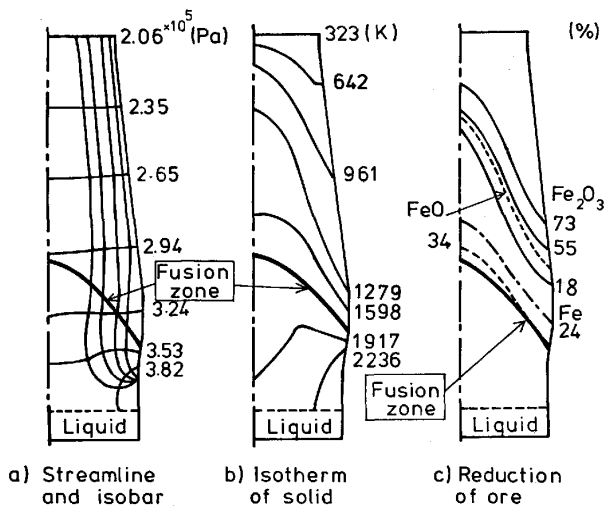 2.06×10⁵(Pa)
2.35
2.65
2.94
3.24
3.53
3.82
Fusion
zone
Liquid
a) Streamline
and isobar
323 (K)
642
961
1279
1598
1917
2236
Liquid
b) Isotherm
of solid
(%)
FeO
Fe₂O₃
73
55
34
18
Fe
24
Fusion
zone
Liquid
c) Reduction
of ore